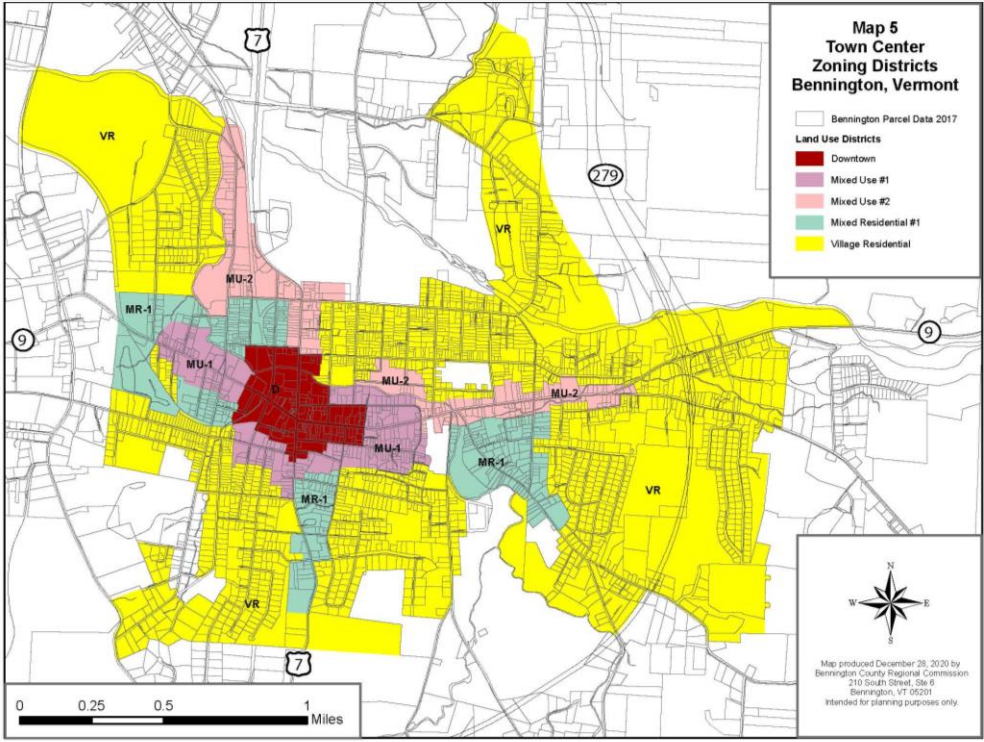 Map 5
Town Center
Zoning Districts
Bennington, Vermont
Bennington Parcel Data 2017
Land Use Districts
Downtown
Mixed Use #1
Mixed Use #2
Mixed Residential #1
Village Residential
7
VR
279
VR
MU-2
MR-1
9
9
MU-1
D
MU-2
MU-2
MU-1
MR-1
VR
MR-1
VR
7
N
W E
S
Map produced December 28, 2020 by
Bennington County Regional Commission
210 South Street, Ste 6
Bennington, VT 05201
Intended for planning purposes only.
0 0.25 0.5 1
Miles